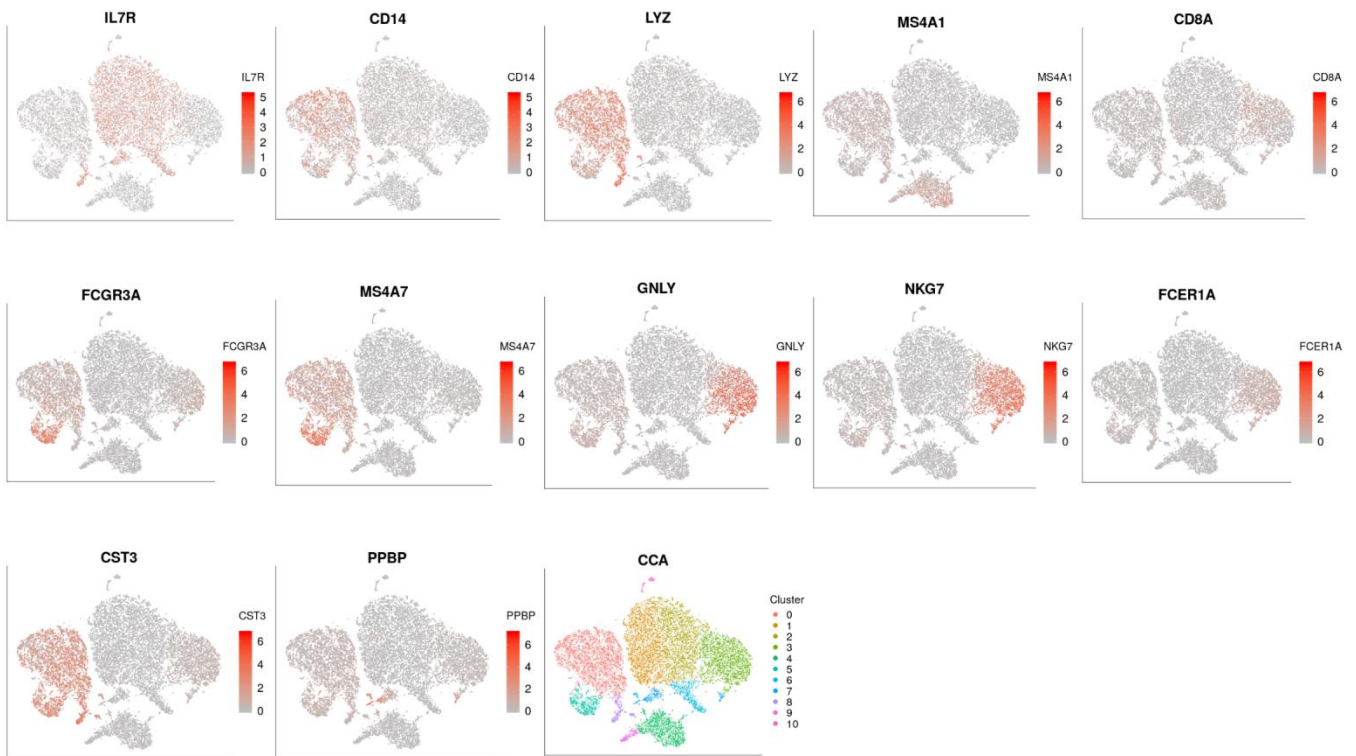 IL7R
IL7R
5
4
3
2
1
0
CD14
CD14
5
4
3
2
1
0
LYZ
LYZ
6
4
2
0
MS4A1
MS4A1
6
4
2
0
CD8A
CD8A
6
4
2
0
FCGR3A
FCGR3A
6
4
2
0
MS4A7
MS4A7
6
4
2
0
GNLY
GNLY
6
4
2
0
NKG7
NKG7
6
4
2
0
FCER1A
FCER1A
6
4
2
0
CST3
CST3
6
4
2
0
PPBP
PPBP
6
4
2
0
CCA
Cluster
0
1
2
3
4
5
6
7
8
9
10